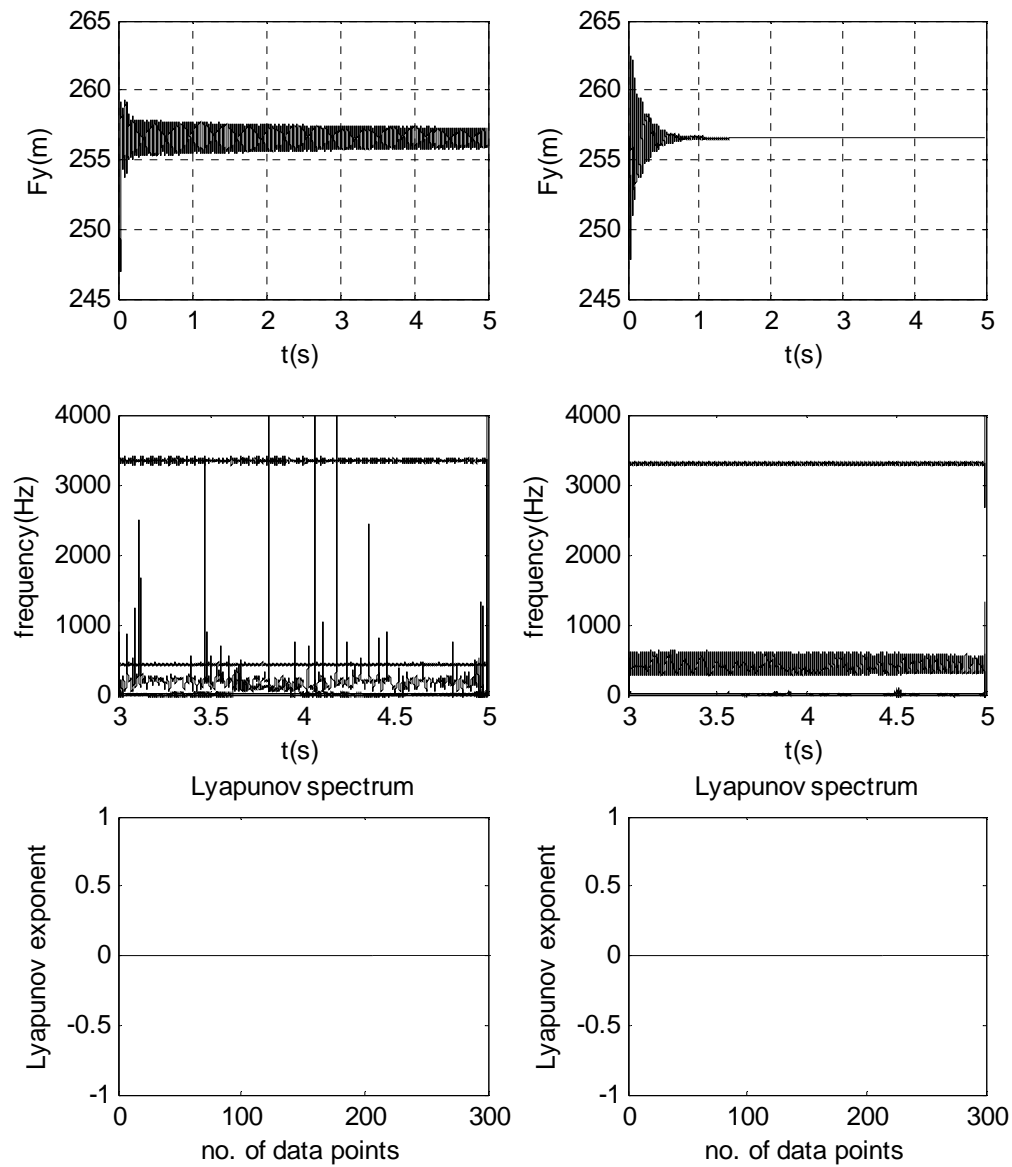 265
260
255
250
245
Fy(m)
0 1 2 3 4 5
t(s)
265
260
255
250
245
Fy(m)
0 1 2 3 4 5
t(s)
4000
3000
2000
1000
0
frequency(Hz)
3 3.5 4 4.5 5
t(s)
4000
3000
2000
1000
0
frequency(Hz)
3 3.5 4 4.5 5
t(s)
Lyapunov spectrum
1
0.5
0
-0.5
-1
Lyapunov exponent
0 100 200 300
no. of data points
Lyapunov spectrum
1
0.5
0
-0.5
-1
Lyapunov exponent
0 100 200 300
no. of data points